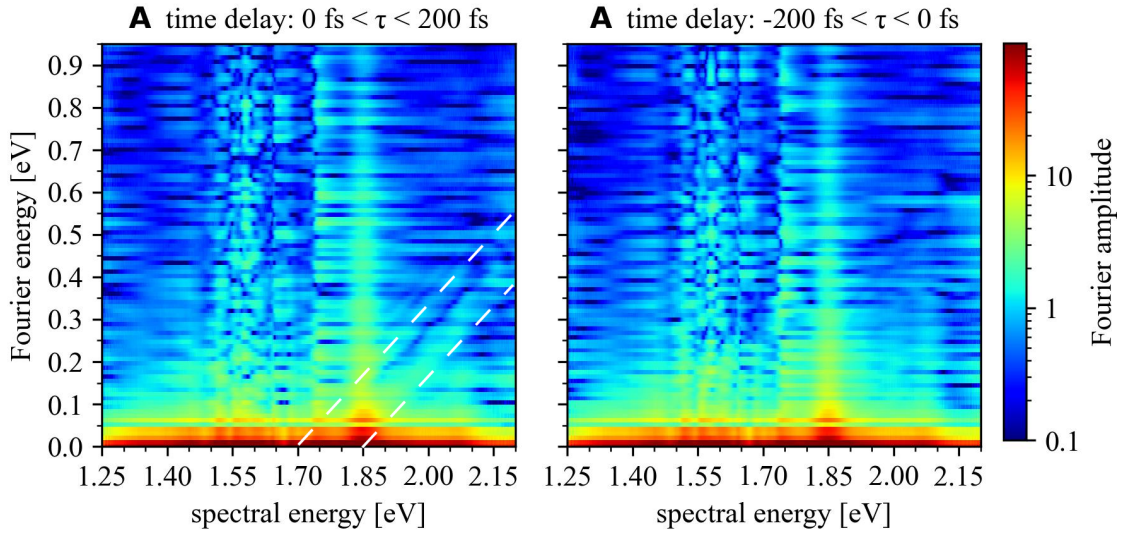 A time delay: 0 fs < τ < 200 fs
A time delay: -200 fs < τ < 0 fs
Fourier energy [eV]
0.9
0.8
0.7
0.6
0.5
0.4
0.3
0.2
0.1
0.0
1.25 1.40 1.55 1.70 1.85 2.00 2.15
1.25 1.40 1.55 1.70 1.85 2.00 2.15
spectral energy [eV]
spectral energy [eV]
10
1
0.1
Fourier amplitude